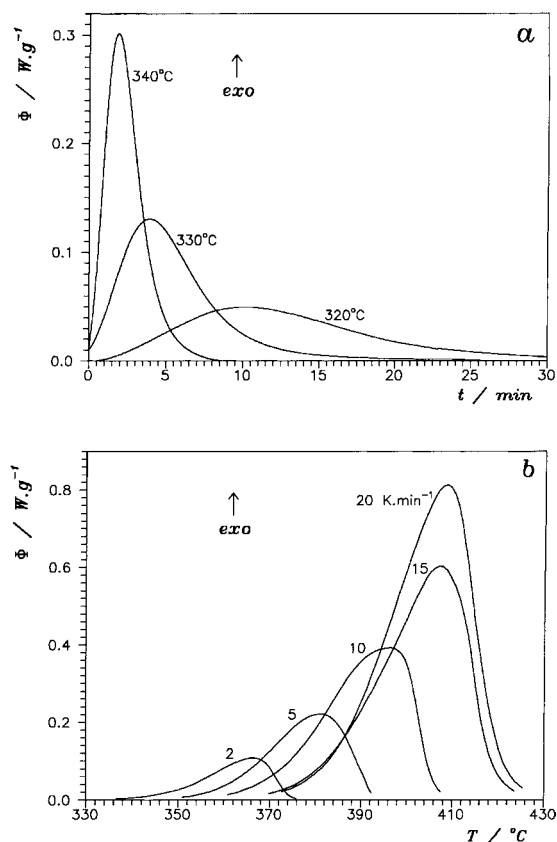 a
Φ / W.g⁻¹
0.3
0.2
0.1
0.0
340°C
330°C
320°C
↑
exo
0 5 10 15 20 25 30
t / min
b
Φ / W.g⁻¹
0.8
0.6
0.4
0.2
0.0
↑
exo
20 K.min⁻¹
15
10
5
2
330 350 370 390 410 430
T / °C